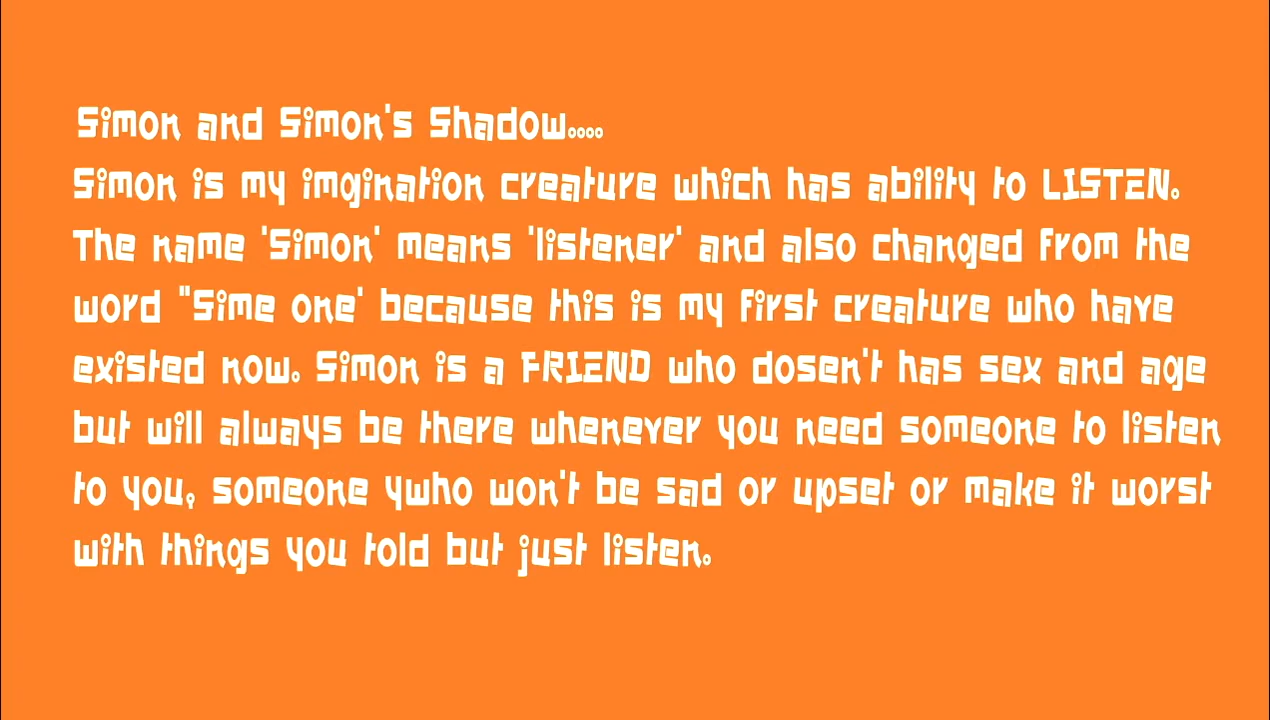 Simon and Simon's Shadow....
Simon is my imgination creature which has ability to LISTEN.
The name 'Simon' means 'listener' and also changed from the
word "Sime one' because this is my first creature who have
existed now. Simon is a FRIEND who dosen't has sex and age
but will always be there whenever you need someone to listen
to you, someone ywho won't be sad or upset or make it worst
with things you told but just listen.